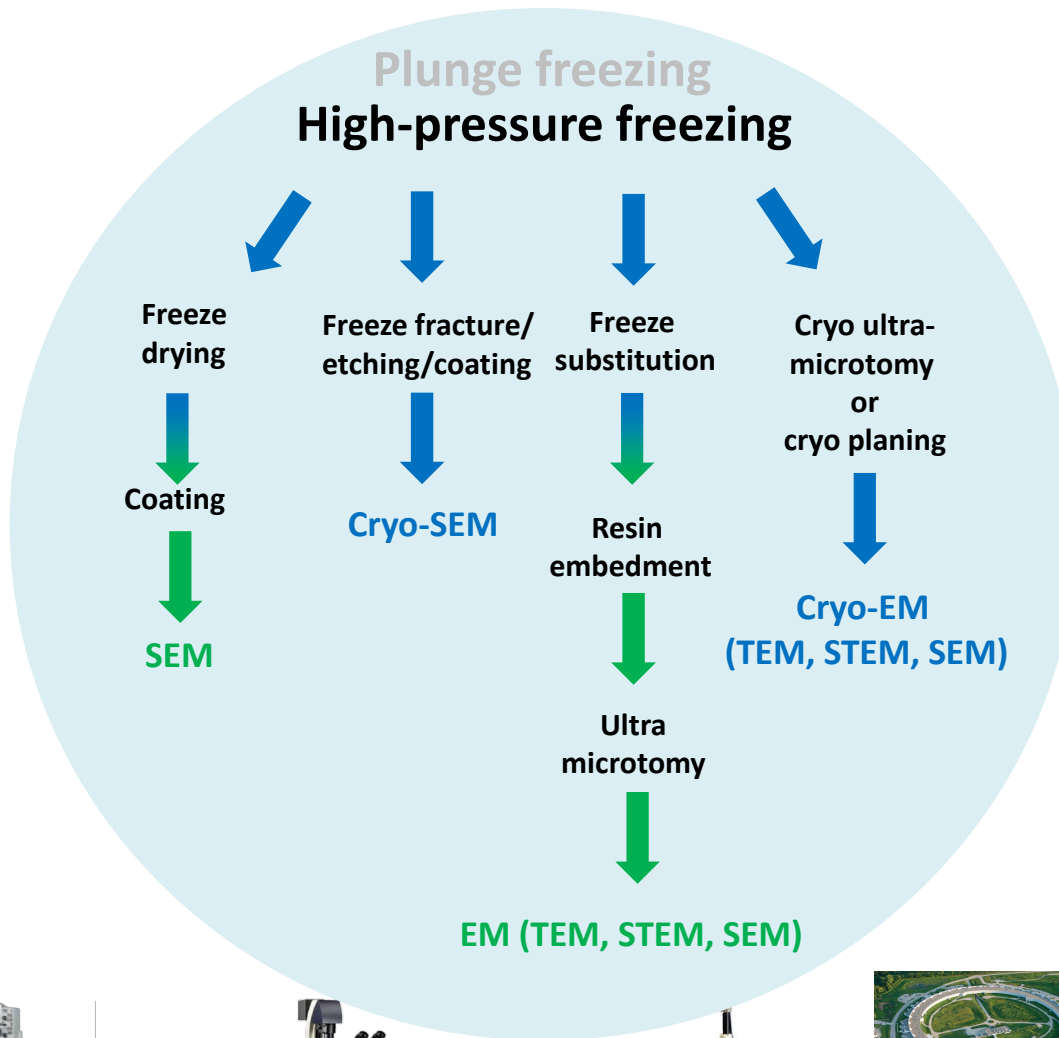 Plunge freezing
High-pressure freezing
Freeze
drying
Coating
SEM
Freeze fracture/
etching/coating
Cryo-SEM
Freeze
substitution
Resin
embedment
Ultra
microtomy
EM (TEM, STEM, SEM)
Cryo ultra-
microtomy
or
cryo planing
Cryo-EM
(TEM, STEM, SEM)